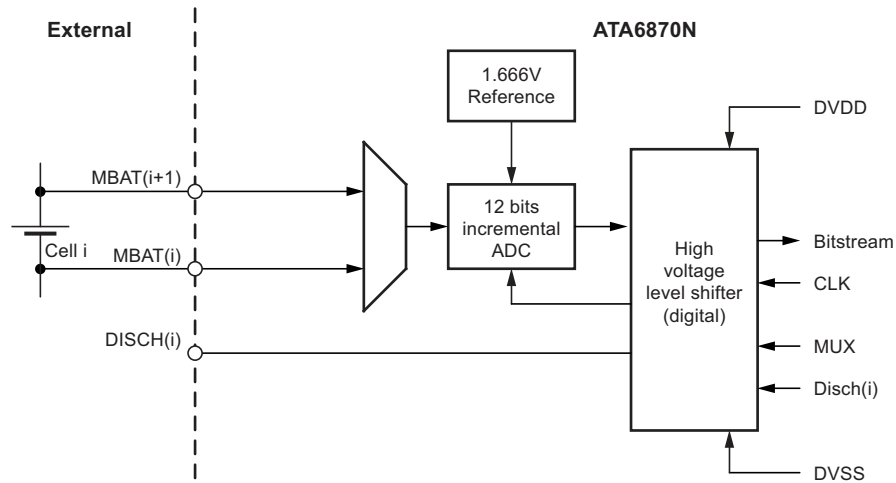 External
ATA6870N
1.666V
Reference
DVDD
MBAT(i+1)
12 bits
incremental
ADC
High
voltage
level shifter
(digital)
Bitstream
Cell i
MBAT(i)
CLK
DISCH(i)
MUX
Disch(i)
DVSS